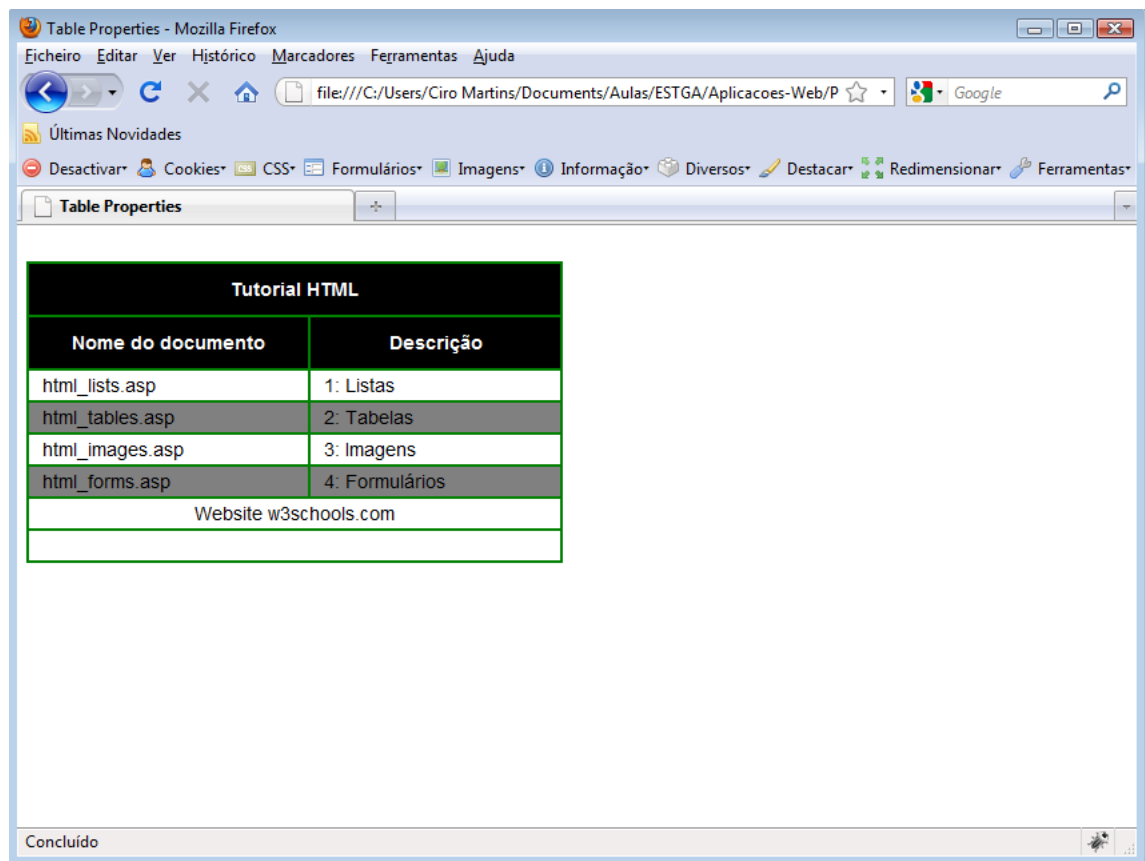 Table Properties - Mozilla Firefox
Ficheiro Editar Ver Histórico Marcadores Ferramentas Ajuda
file:///C:/Users/Ciro Martins/Documents/Aulas/ESTGA/Aplicacoes-Web/P Google
Últimas Novidades
Desactivar Cookies CSS Formulários Imagens Informação Diversos Destacar Redimensionar Ferramentas
Table Properties
Tutorial HTML
Nome do documento Descrição
html_lists.asp 1: Listas
html_tables.asp 2: Tabelas
html_images.asp 3: Imagens
html_forms.asp 4: Formulários
Website w3schools.com
Concluído